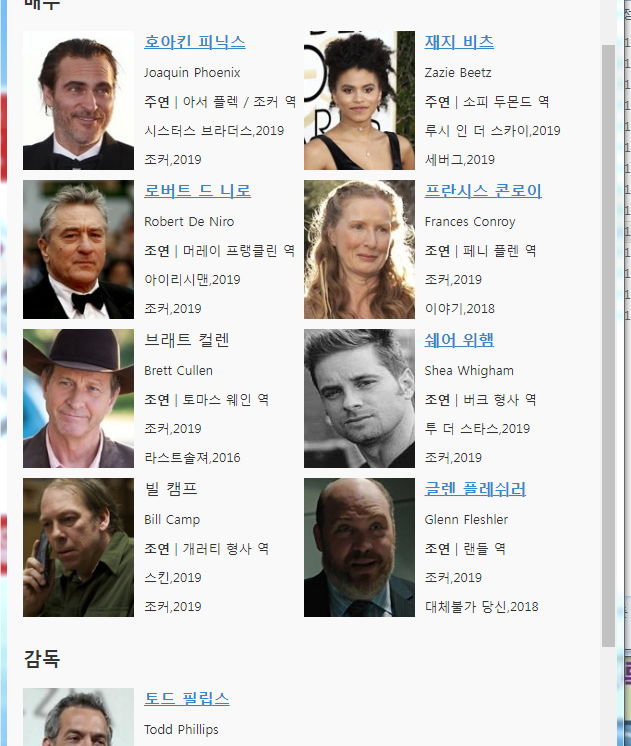 배우
호아킨 피닉스
Joaquin Phoenix
주연 | 아서 플렉 / 조커 역
시스터스 브라더스,2019
조커,2019
재지 비츠
Zazie Beetz
주연 | 소피 두몬드 역
루시 인 더 스카이,2019
세버그,2019
로버트 드 니로
Robert De Niro
조연 | 머레이 프랭클린 역
아이리시맨,2019
조커,2019
프란시스 콘로이
Frances Conroy
조연 | 페니 플렌 역
조커,2019
이야기,2018
브래트 컬렌
Brett Cullen
조연 | 토마스 웨인 역
조커,2019
라스트솔져,2016
쉐어 위햄
Shea Whigham
조연 | 버크 형사 역
투 더 스타스,2019
조커,2019
빌 캠프
Bill Camp
조연 | 개러티 형사 역
스킨,2019
조커,2019
글렌 플레쉬러
Glenn Fleshler
조연 | 랜들 역
조커,2019
대체불가 당신,2018
감독
토드 필립스
Todd Phillips